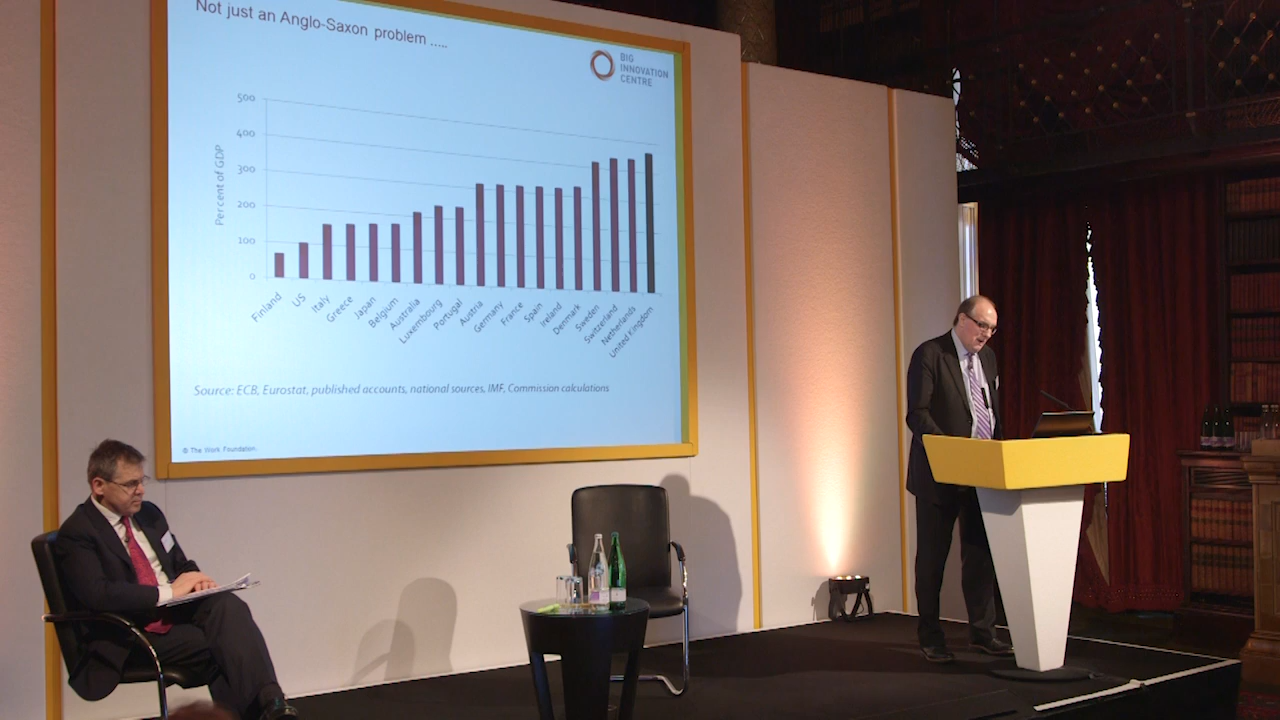 Not just an Anglo-Saxon problem .....
BIG
INNOVATION
CENTRE
Percent of GDP
500
400
300
200
100
0
Finland
US
Italy
Greece
Japan
Belgium
Australia
Luxembourg
Portugal
Austria
Germany
France
Spain
Ireland
Denmark
Sweden
Switzerland
Netherlands
United Kingdom
Source: ECB, Eurostat, published accounts, national sources, IMF, Commission calculations
© The Work Foundation.